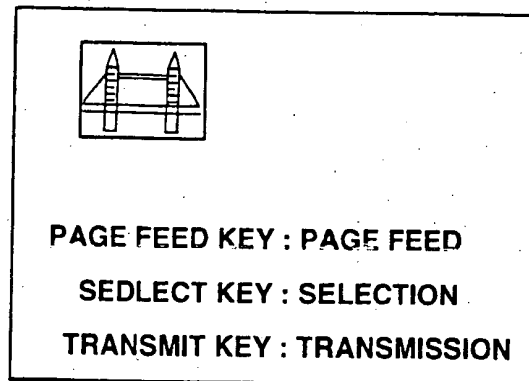 PAGE FEED KEY : PAGE FEED
SEDLECT KEY : SELECTION
TRANSMIT KEY : TRANSMISSION